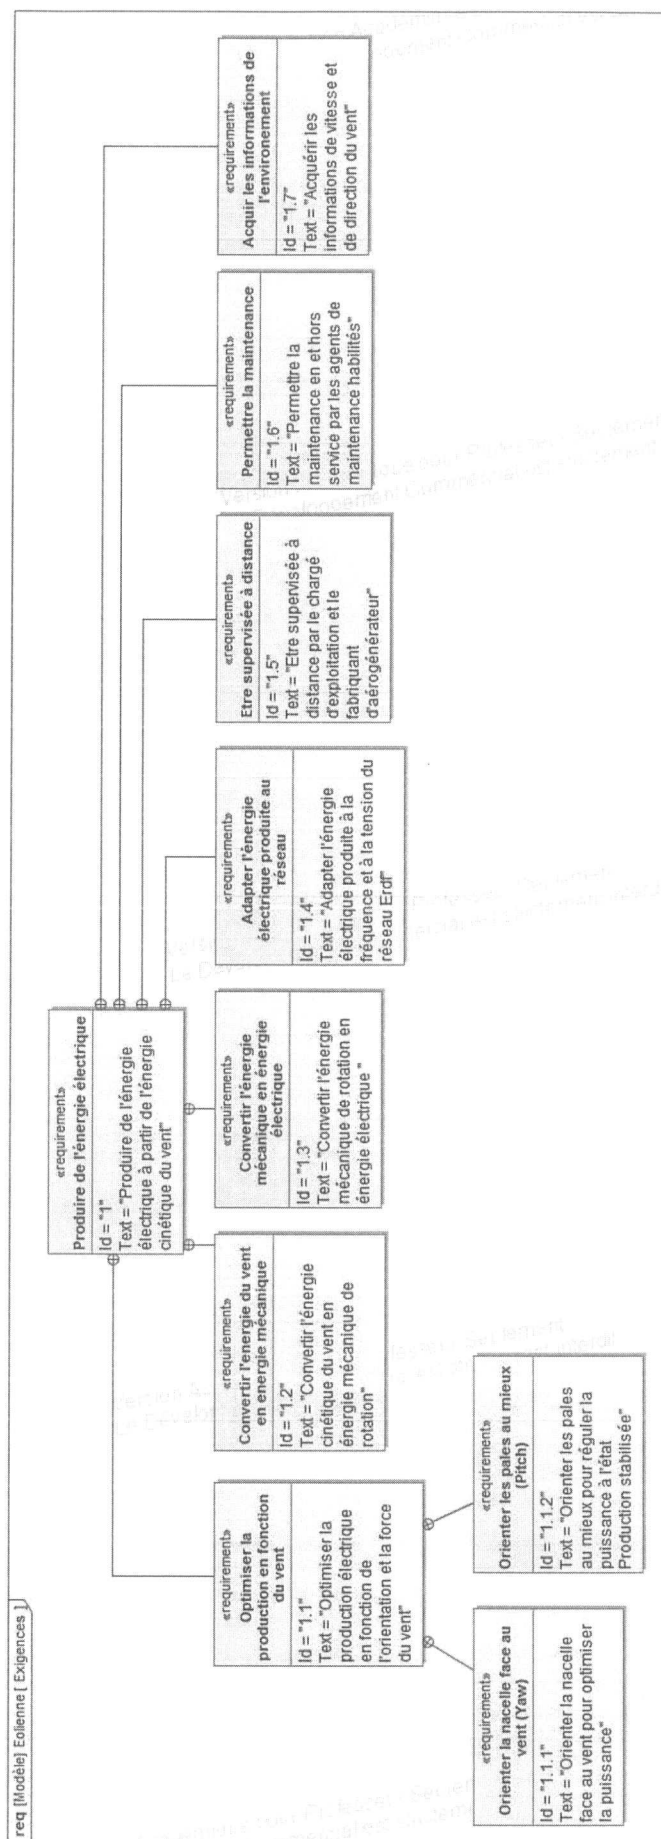 req [Modèle] Eolienne [ Exigences ]
«requirement»
Produire de l'énergie électrique
Id = "1"
Text = "Produire de l'énergie
électrique à partir de l'énergie
cinétique du vent"
«requirement»
Optimiser la
production en fonction
du vent
Id = "1.1"
Text = "Optimiser la
production électrique
en fonction de
l'orientation et la force
du vent"
«requirement»
Convertir l'energie du vent
en energie mécanique
Id = "1.2"
Text = "Convertir l'énergie
cinétique du vent en
énergie mécanique de
rotation"
«requirement»
Convertir l'énergie
mécanique en énergie
électrique
Id = "1.3"
Text = "Convertir l'énergie
mécanique de rotation en
énergie électrique "
«requirement»
Adapter l'énergie
électrique produite au
réseau
Id = "1.4"
Text = "Adapter l'énergie
électrique produite à la
fréquence et à la tension du
réseau Erdf"
«requirement»
Etre supervisée à distance
Id = "1.5"
Text = "Etre supervisée à
distance par le chargé
d'exploitation et le
fabriquant
d'aérogénérateur"
«requirement»
Permettre la maintenance
Id = "1.6"
Text = "Permettre la
maintenance en et hors
service par les agents de
maintenance habilités"
«requirement»
Acquir les informations de
l'environement
Id = "1.7"
Text = "Acquérir les
informations de vitesse et
de direction du vent"
«requirement»
Orienter la nacelle face au
vent (Yaw)
Id = "1.1.1"
Text = "Orienter la nacelle
face au vent pour optimiser
la puissance"
«requirement»
Orienter les pales au mieux
(Pitch)
Id = "1.1.2"
Text = "Orienter les pales
au mieux pour réguler la
puissance à l'état
Production stabilisée"